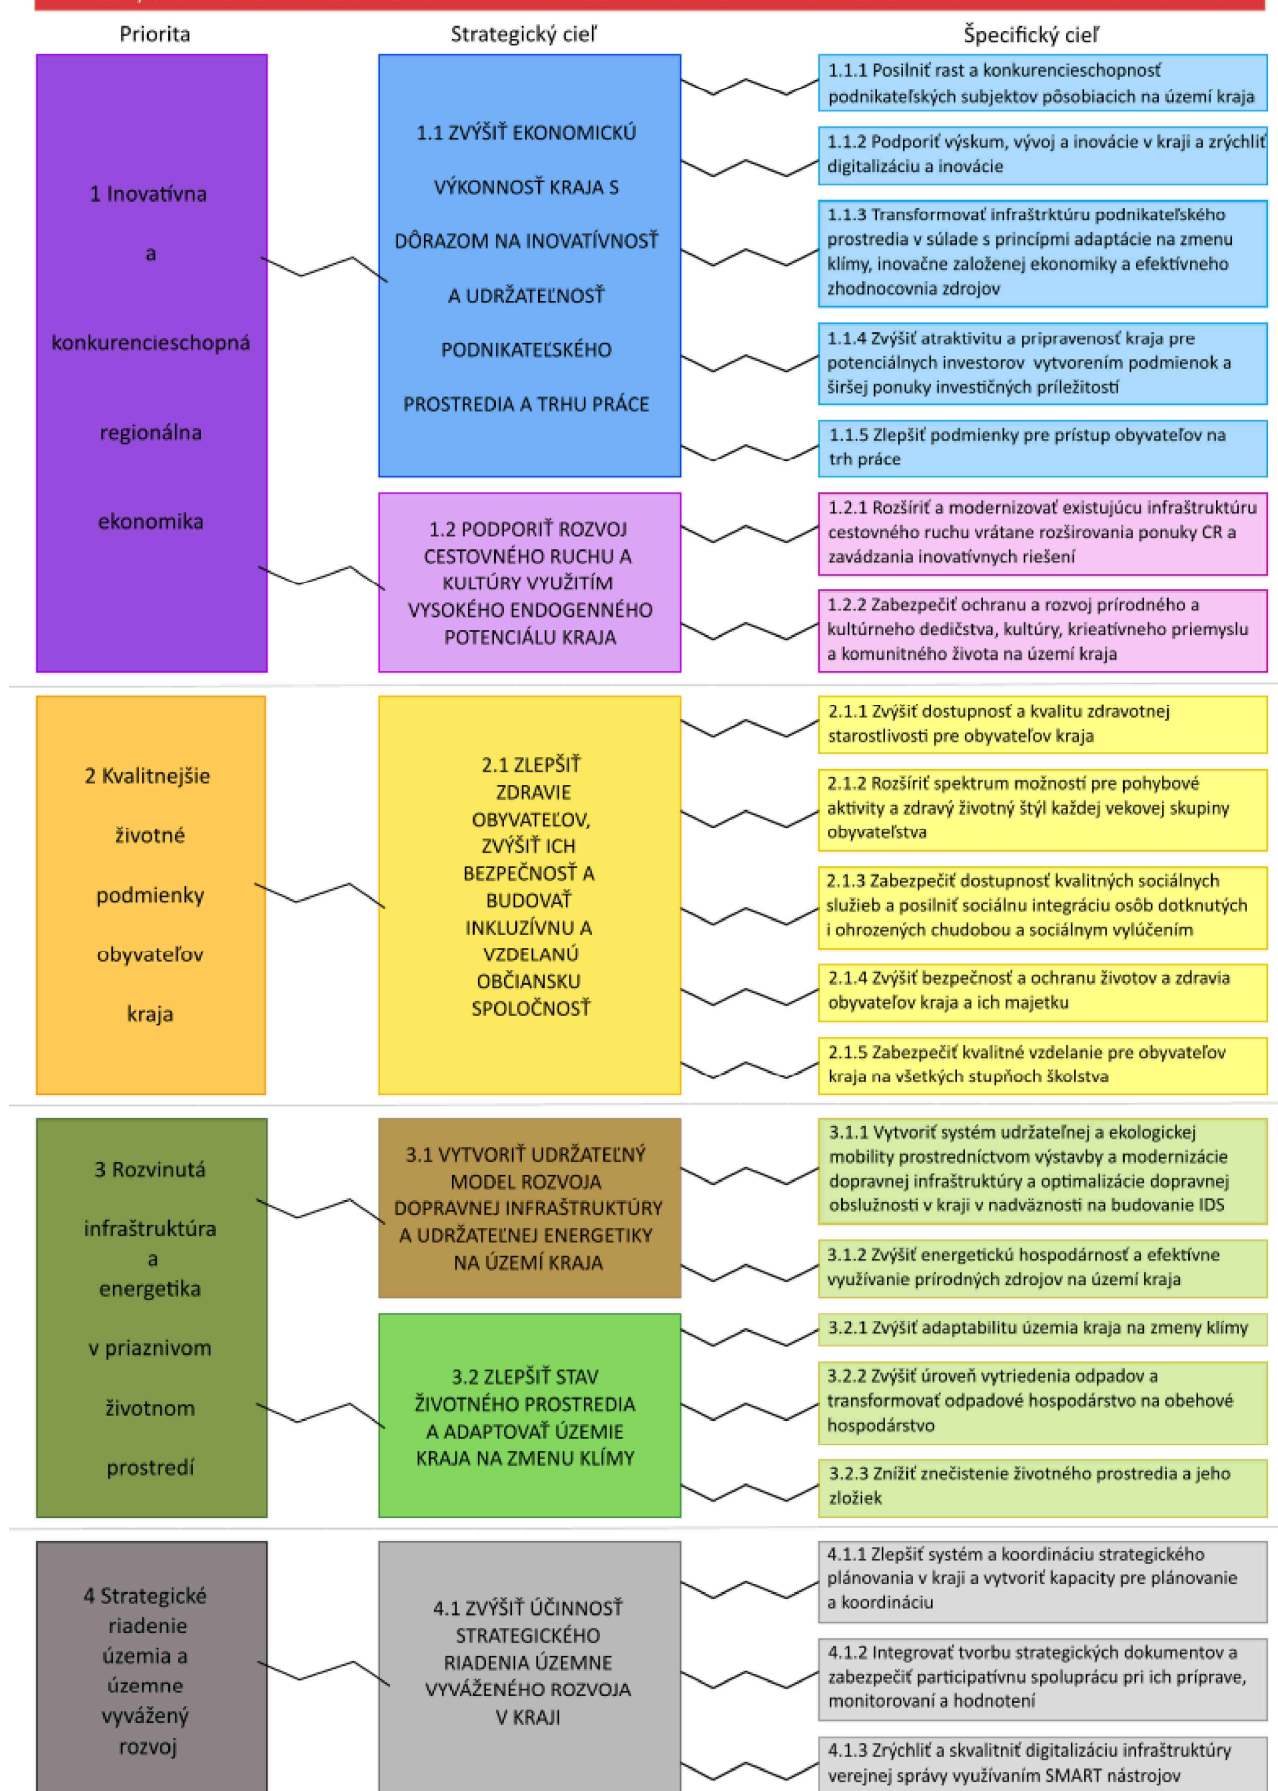 Priorita
Strategický cieľ
Špecifický cieľ
1 Inovatívna
a
konkurencieschopná
regionálna
ekonomika
1.1 ZVÝŠIŤ EKONOMICKÚ
VÝKONNOSŤ KRAJA S
DÔRAZOM NA INOVATÍVNOSŤ
A UDRŽATEĽNOSŤ
PODNIKATEĽSKÉHO
PROSTREDIA A TRHU PRÁCE
1.1.1 Posilniť rast a konkurencieschopnosť
podnikateľských subjektov pôsobiacich na území kraja
1.1.2 Podporiť výskum, vývoj a inovácie v kraji a zrýchliť
digitalizáciu a inovácie
1.1.3 Transformovať infraštrktúru podnikateľského
prostredia v súlade s princípmi adaptácie na zmenu
klímy, inovačne založenej ekonomiky a efektívneho
zhodnocovnia zdrojov
1.1.4 Zvýšiť atraktivitu a pripravenosť kraja pre
potenciálnych investorov vytvorením podmienok a
širšej ponuky investičných príležitostí
1.1.5 Zlepšiť podmienky pre prístup obyvateľov na
trh práce
1.2 PODPORIŤ ROZVOJ
CESTOVNÉHO RUCHU A
KULTÚRY VYUŽITÍM
VYSOKÉHO ENDOGENNÉHO
POTENCIÁLU KRAJA
1.2.1 Rozšíriť a modernizovať existujúcu infraštruktúru
cestovného ruchu vrátane rozširovania ponuky CR a
zavádzania inovatívnych riešení
1.2.2 Zabezpečiť ochranu a rozvoj prírodného a
kultúrneho dedičstva, kultúry, krieatívneho priemyslu
a komunitného života na území kraja
2 Kvalitnejšie
životné
podmienky
obyvateľov
kraja
2.1 ZLEPŠIŤ
ZDRAVIE
OBYVATEĽOV,
ZVÝŠIŤ ICH
BEZPEČNOSŤ A
BUDOVAŤ
INKLUZÍVNU A
VZDELANÚ
OBČIANSKU
SPOLOČNOSŤ
2.1.1 Zvýšiť dostupnosť a kvalitu zdravotnej
starostlivosti pre obyvateľov kraja
2.1.2 Rozšíriť spektrum možností pre pohybové
aktivity a zdravý životný štýl každej vekovej skupiny
obyvateľstva
2.1.3 Zabezpečiť dostupnosť kvalitných sociálnych
služieb a posilniť sociálnu integráciu osôb dotknutých
i ohrozených chudobou a sociálnym vylúčením
2.1.4 Zvýšiť bezpečnosť a ochranu životov a zdravia
obyvateľov kraja a ich majetku
2.1.5 Zabezpečiť kvalitné vzdelanie pre obyvateľov
kraja na všetkých stupňoch školstva
3 Rozvinutá
infraštruktúra
a
energetika
v priaznivom
životnom
prostredí
3.1 VYTVORIŤ UDRŽATEĽNÝ
MODEL ROZVOJA
DOPRAVNEJ INFRAŠTRUKTÚRY
A UDRŽATEĽNEJ ENERGETIKY
NA ÚZEMÍ KRAJA
3.1.1 Vytvoriť systém udržateľnej a ekologickej
mobility prostredníctvom výstavby a modernizácie
dopravnej infraštruktúry a optimalizácie dopravnej
obslužnosti v kraji v nadväznosti na budovanie IDS
3.1.2 Zvýšiť energetickú hospodárnosť a efektívne
využívanie prírodných zdrojov na území kraja
3.2 ZLEPŠIŤ STAV
ŽIVOTNÉHO PROSTREDIA
A ADAPTOVAŤ ÚZEMIE
KRAJA NA ZMENU KLÍMY
3.2.1 Zvýšiť adaptabilitu územia kraja na zmeny klímy
3.2.2 Zvýšiť úroveň vytriedenia odpadov a
transformovať odpadové hospodárstvo na obehové
hospodárstvo
3.2.3 Znížiť znečistenie životného prostredia a jeho
zložiek
4 Strategické
riadenie
územia a
územne
vyvážený
rozvoj
4.1 ZVÝŠIŤ ÚČINNOSŤ
STRATEGICKÉHO
RIADENIA ÚZEMNE
VYVÁŽENÉHO ROZVOJA
V KRAJI
4.1.1 Zlepšiť systém a koordináciu strategického
plánovania v kraji a vytvoriť kapacity pre plánovanie
a koordináciu
4.1.2 Integrovať tvorbu strategických dokumentov a
zabezpečiť participatívnu spoluprácu pri ich príprave,
monitorovaní a hodnotení
4.1.3 Zrýchliť a skvalitniť digitalizáciu infraštruktúry
verejnej správy využívaním SMART nástrojov